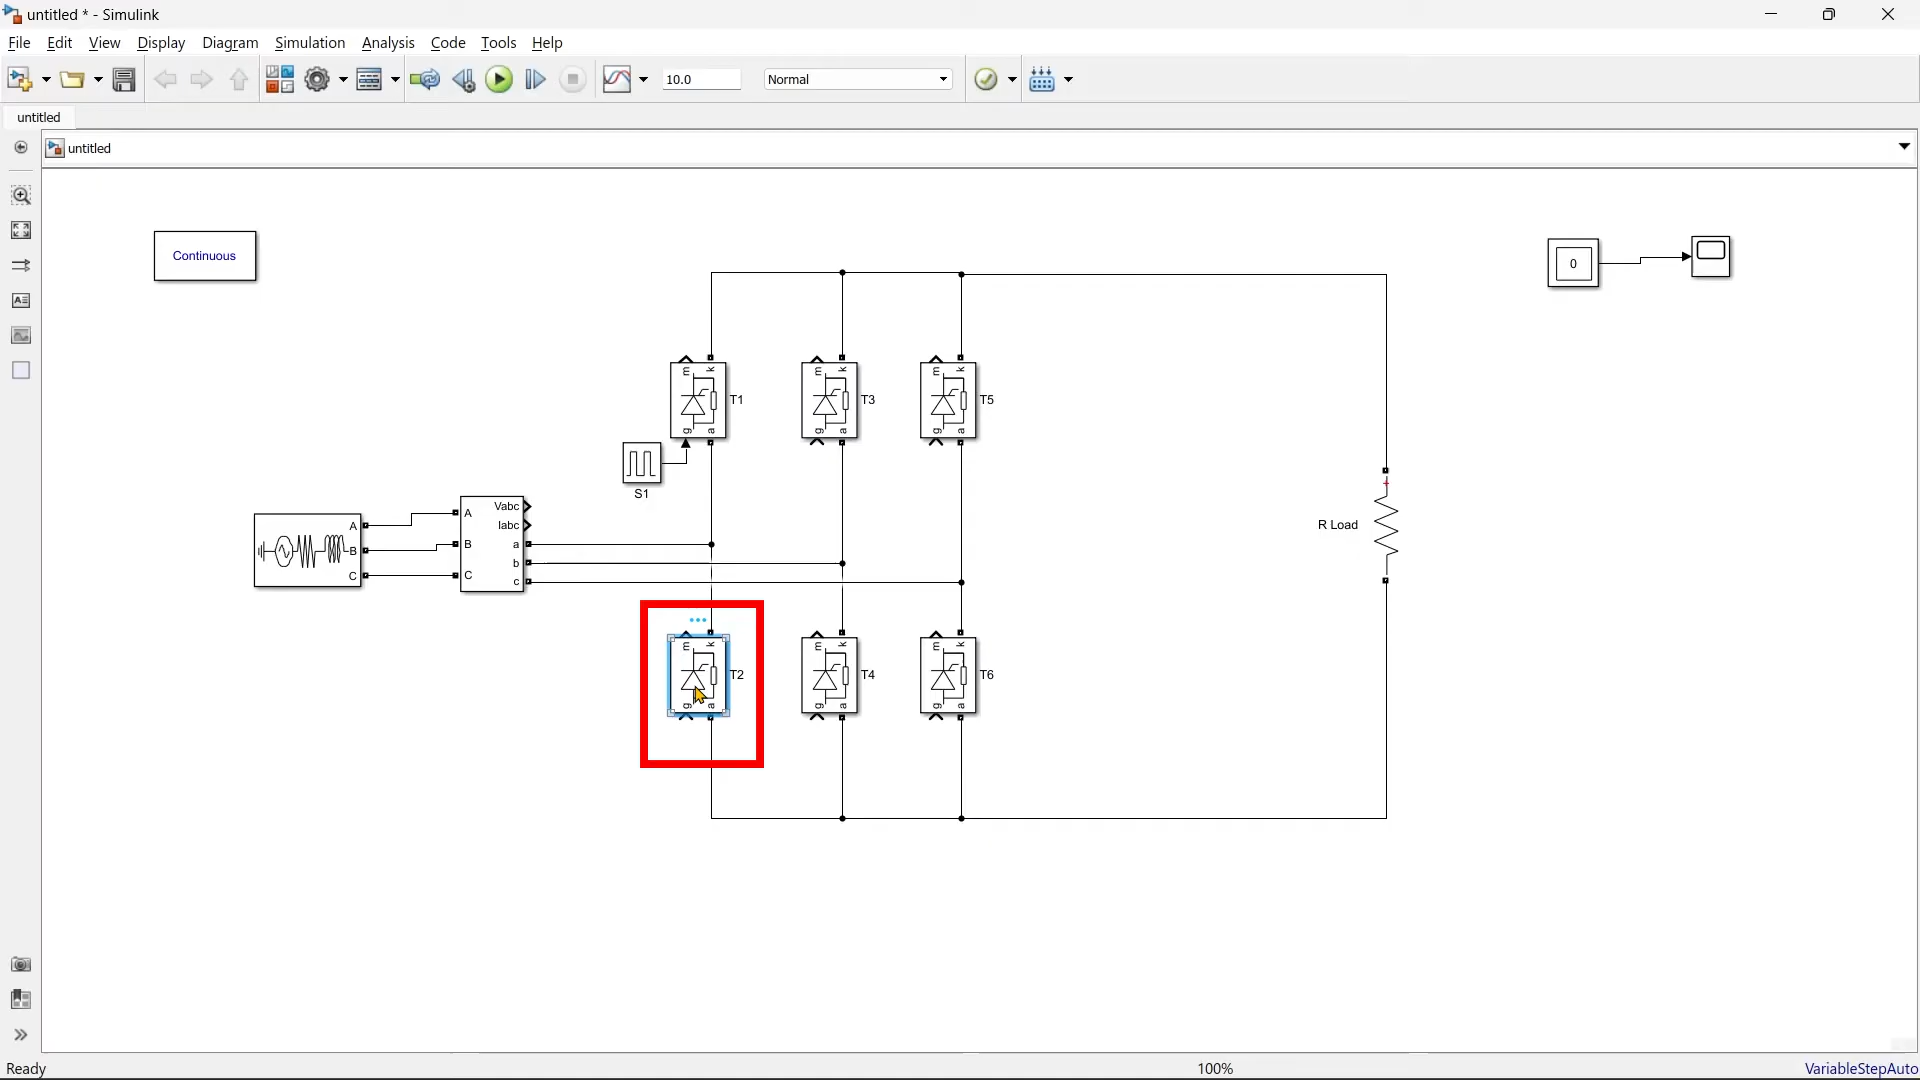 untitled * - Simulink
File Edit View Display Diagram Simulation Analysis Code Tools Help
10.0 Normal
untitled
untitled
Continuous
0
m k
T1
g a
m k
T3
g a
m k
T5
g a
S1
A
B
C
A Vabc
Iabc
B a
b
C c
R Load
+
m k
T2
g a
m k
T4
g a
m k
T6
g a
Ready 100% VariableStepAuto